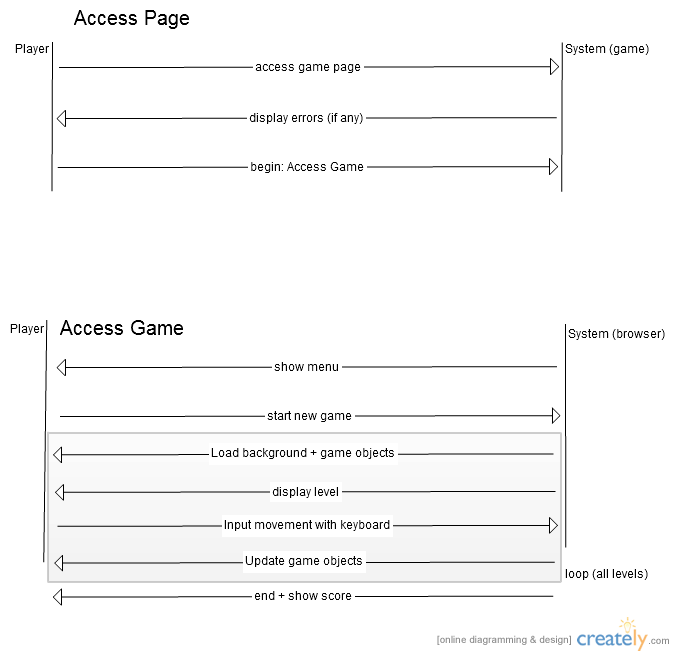 Access Page
Player
System (game)
access game page
display errors (if any)
begin: Access Game
Player
Access Game
System (browser)
show menu
start new game
Load background + game objects
display level
Input movement with keyboard
Update game objects
loop (all levels)
end + show score
[online diagramming & design] creately.com